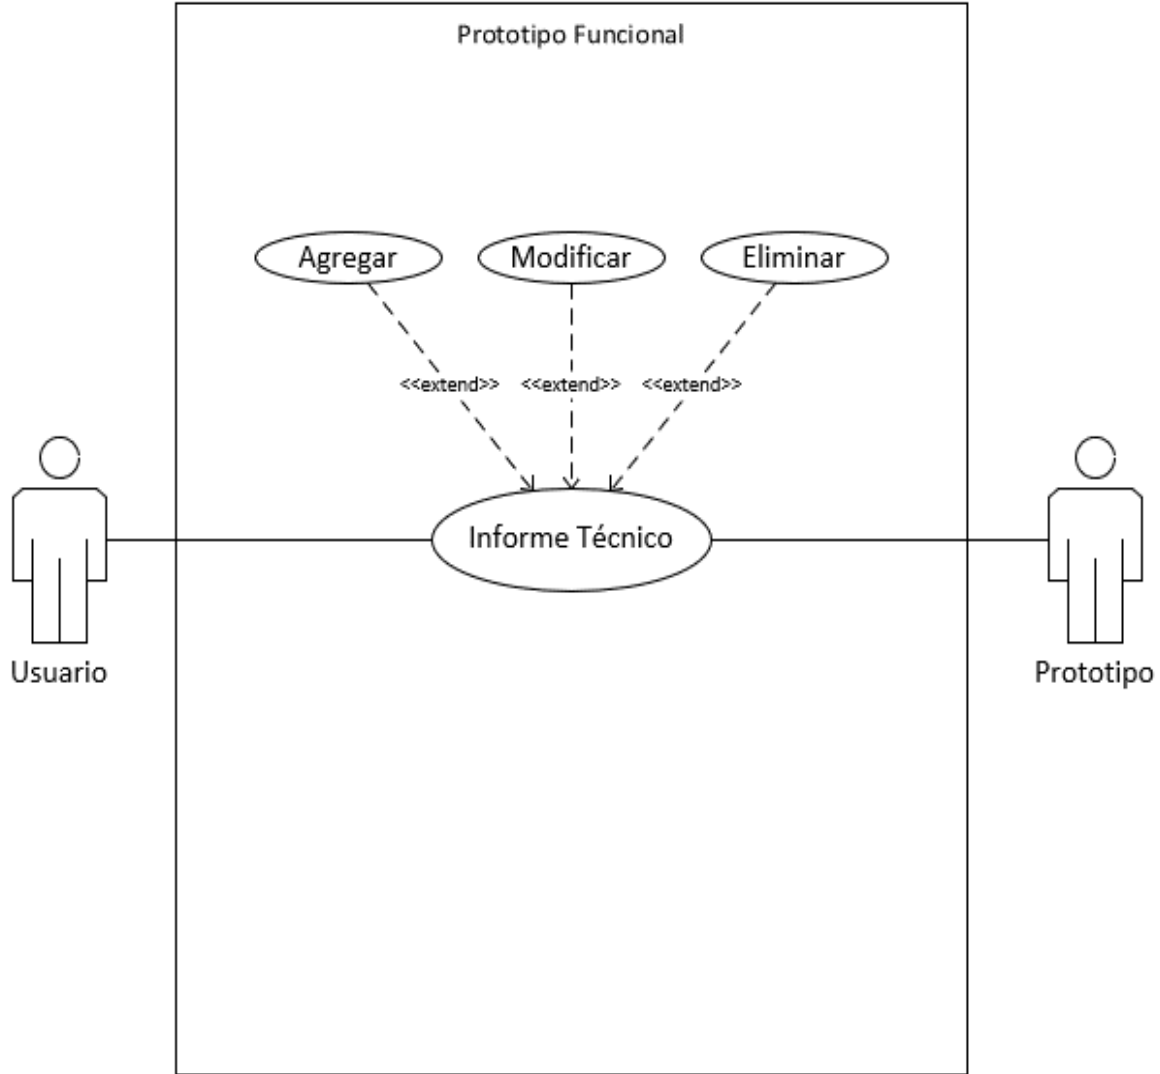 Prototipo Funcional
Agregar
Modificar
Eliminar
<<extend>>
<<extend>>
<<extend>>
Informe Técnico
Usuario
Prototipo